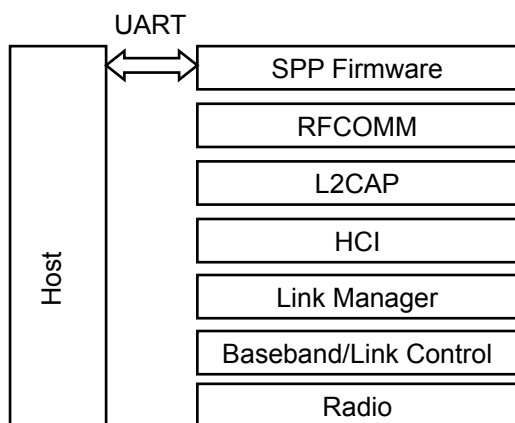 UART
SPP Firmware
RFCOMM
L2CAP
HCI
Host
Link Manager
Baseband/Link Control
Radio